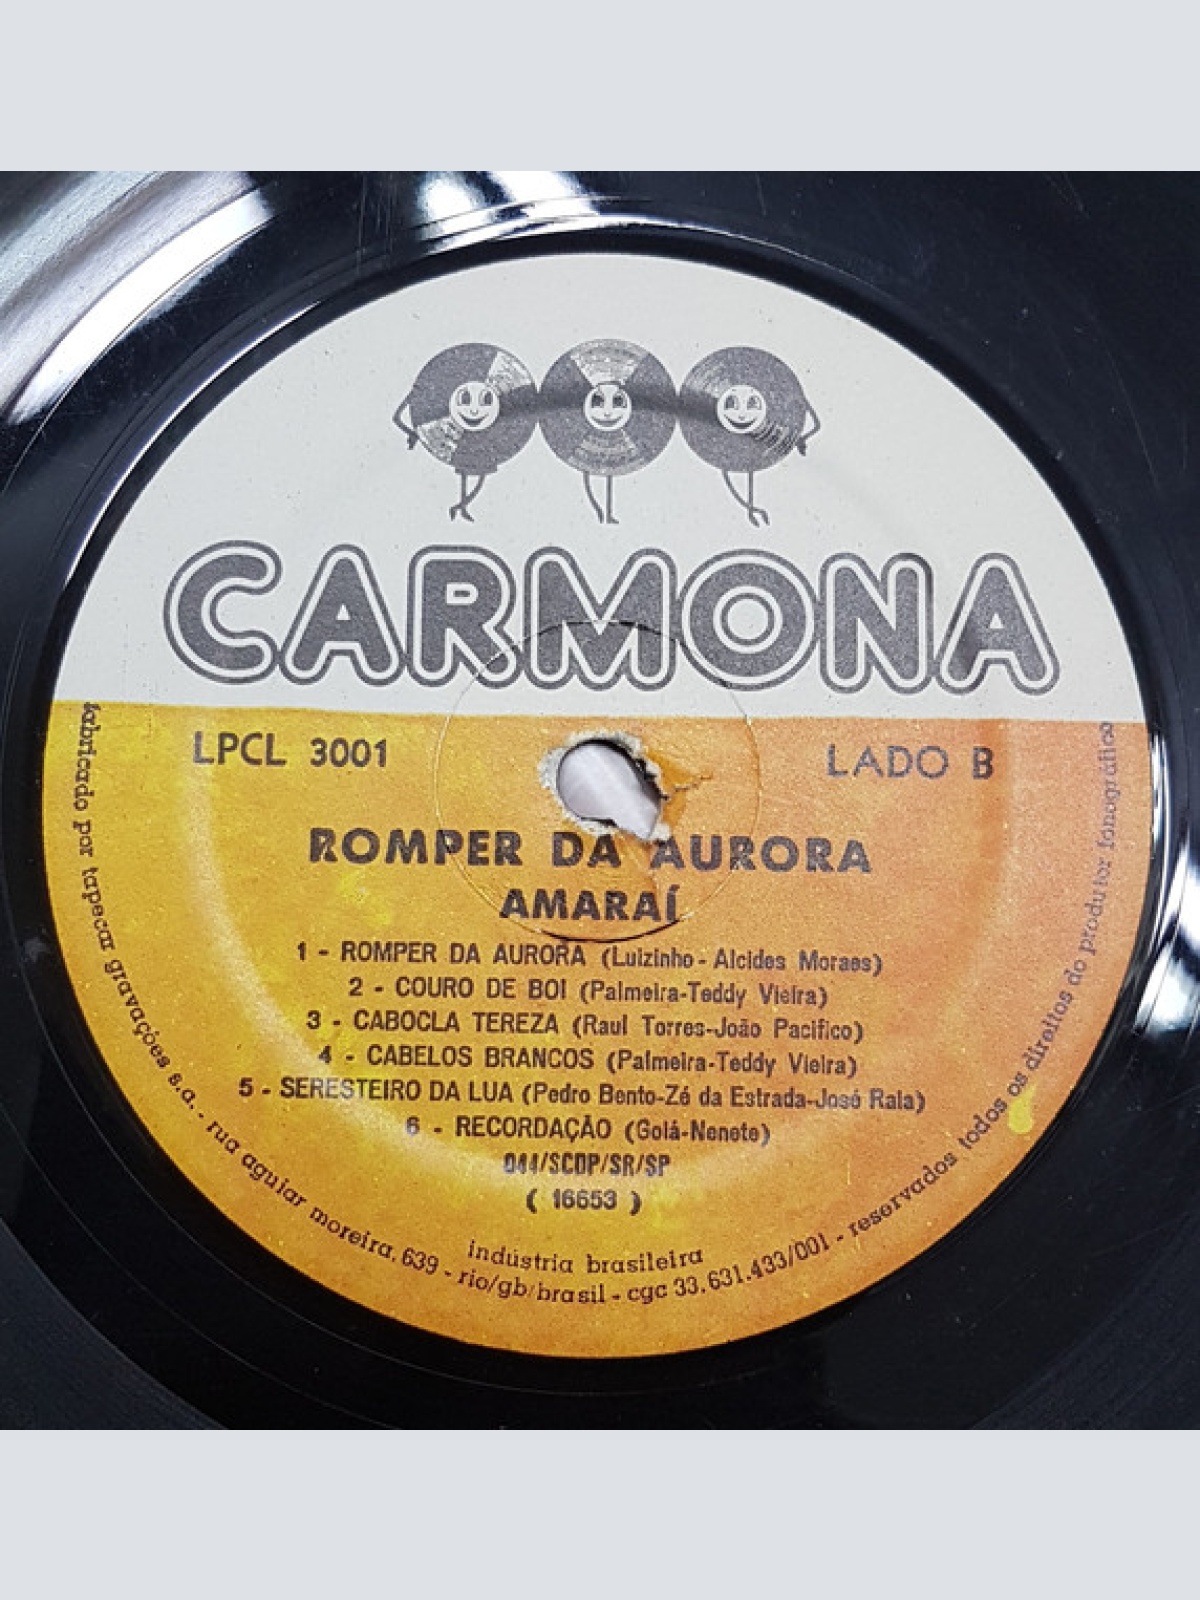 CARMONA
LPCL 3001
LADO B
ROMPER DA AURORA
AMARAÍ
1 - ROMPER DA AURORA (Luizinho - Alcides Moraes)
2 - COURO DE BOI (Palmeira-Teddy Vieira)
3 - CABOCLA TEREZA (Raul Torres-João Pacifico)
4 - CABELOS BRANCOS (Palmeira-Teddy Vieira)
5 - SERESTEIRO DA LUA (Pedro Bento-Zé da Estrada-José Rala)
6 - RECORDAÇÃO (Goiá-Nenete)
044/SCDP/SR/SP
( 16653 )
indústria brasileira
fabricado por tapecar gravações s.a. - rua aguiar moreira, 639 - rio/gb/brasil - cgc 33.631.433/001 - reservados todos os direitos do produtor fonográfico